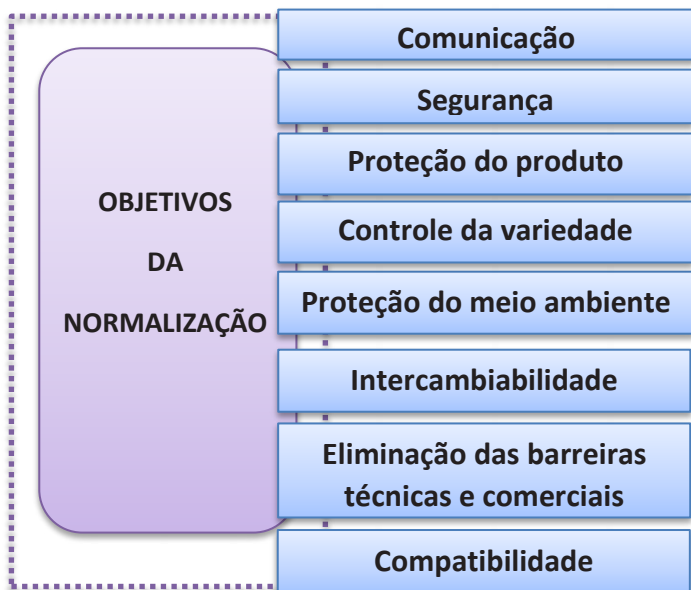 OBJETIVOS
DA
NORMALIZAÇÃO
Comunicação
Segurança
Proteção do produto
Controle da variedade
Proteção do meio ambiente
Intercambiabilidade
Eliminação das barreiras
técnicas e comerciais
Compatibilidade